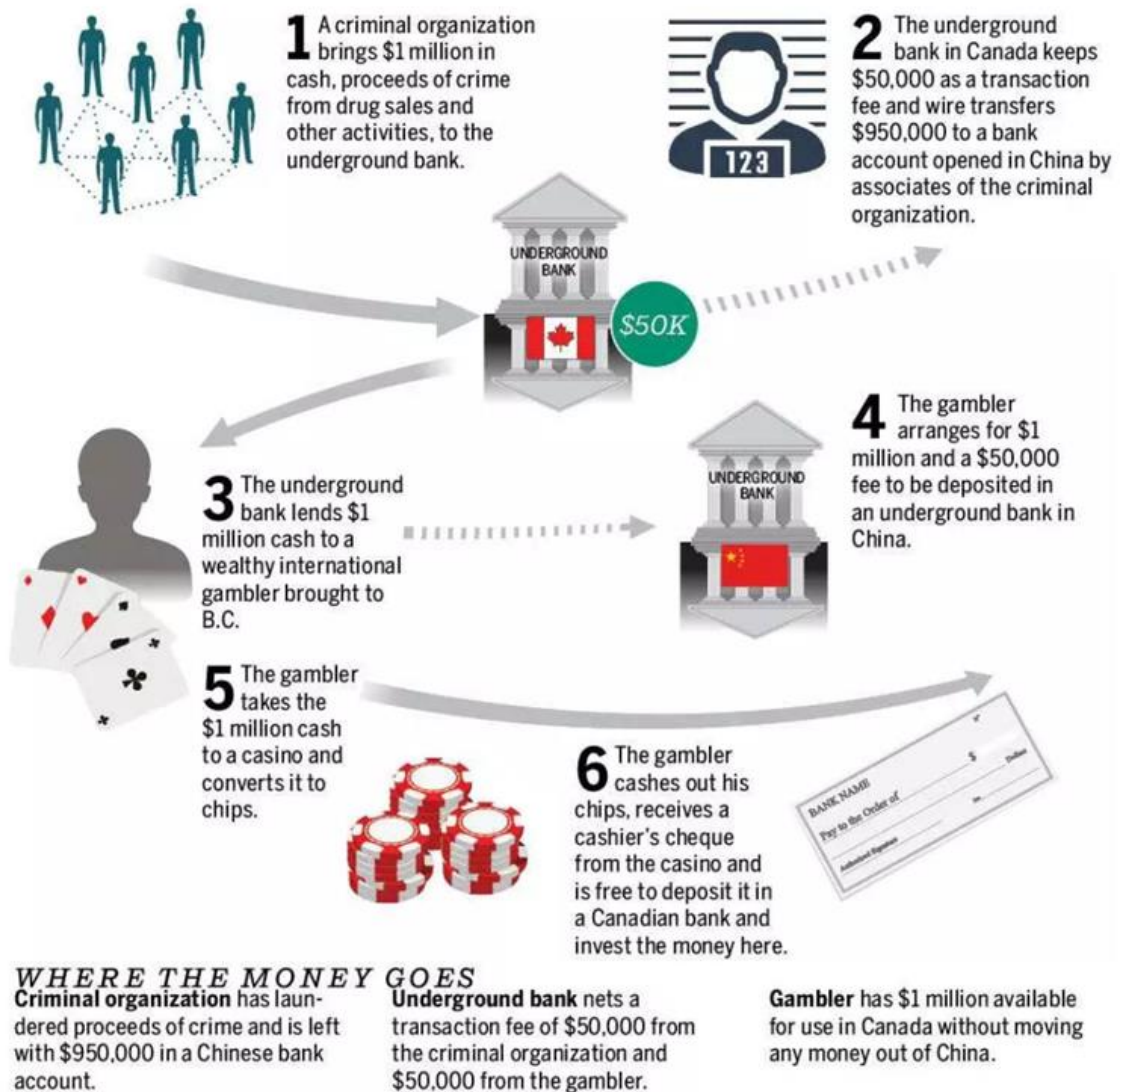 1 A criminal organization
brings $1 million in
cash, proceeds of crime
from drug sales and
other activities, to the
underground bank.
123
2 The underground
bank in Canada keeps
$50,000 as a transaction
fee and wire transfers
$950,000 to a bank
account opened in China by
associates of the criminal
organization.
UNDERGROUND
BANK
$50K
3 The underground
bank lends $1
million cash to a
wealthy international
gambler brought to
B.C.
UNDERGROUND
BANK
4 The gambler
arranges for $1
million and a $50,000
fee to be deposited in
an underground bank in
China.
5 The gambler
takes the
$1 million cash
to a casino and
converts it to
chips.
6 The gambler
cashes out his
chips, receives a
cashier's cheque
from the casino and
is free to deposit it in
a Canadian bank and
invest the money here.
BANK NAME
Pay to the Order of
$
Dollars
Authorized Signature
WHERE THE MONEY GOES
Criminal organization has laun-
dered proceeds of crime and is left
with $950,000 in a Chinese bank
account.
Underground bank nets a
transaction fee of $50,000 from
the criminal organization and
$50,000 from the gambler.
Gambler has $1 million available
for use in Canada without moving
any money out of China.